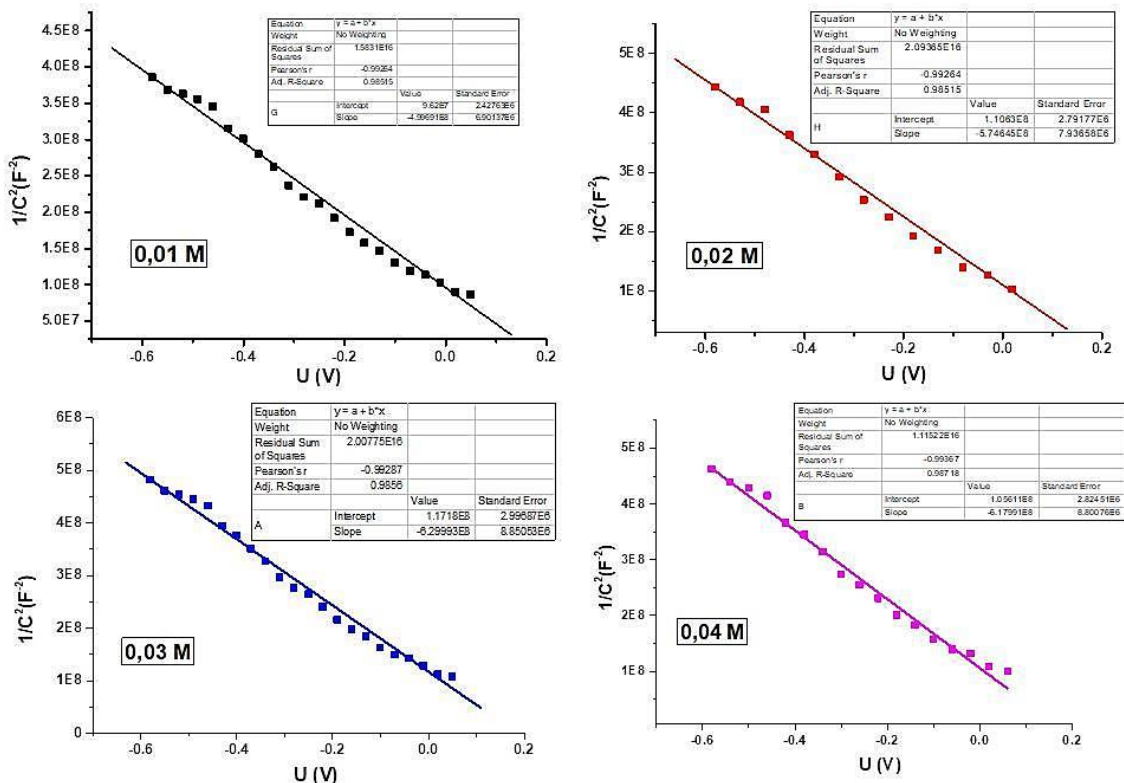 4.5E8
4.0E8
3.5E8
3.0E8
2.5E8
2.0E8
1.5E8
1.0E8
5.0E7
1/C²(F⁻²)
Equation y = a + b*x
Weight No Weighting
Residual Sum of Squares 1.5831E16
Pearson's r -0.99264
Adj. R-Square 0.98515
Value Standard Error
G Intercept 9.62E7 2.42763E6
Slope -4.99691E8 6.90137E6
0,01 M
-0.6 -0.4 -0.2 0.0 0.2
U (V)
5E8
4E8
3E8
2E8
1E8
1/C²(F⁻²)
Equation y = a + b*x
Weight No Weighting
Residual Sum of Squares 2.09365E16
Pearson's r -0.99264
Adj. R-Square 0.98515
Value Standard Error
H Intercept 1.1063E8 2.79177E6
Slope -5.74645E8 7.93658E6
0,02 M
-0.6 -0.4 -0.2 0.0 0.2
U (V)
6E8
5E8
4E8
3E8
2E8
1E8
0
1/C²(F⁻²)
Equation y = a + b*x
Weight No Weighting
Residual Sum of Squares 2.00775E16
Pearson's r -0.99287
Adj. R-Square 0.9856
Value Standard Error
A Intercept 1.1718E8 2.99687E6
Slope -6.29993E8 8.85053E6
0,03 M
-0.6 -0.4 -0.2 0.0 0.2
U (V)
5E8
4E8
3E8
2E8
1E8
1/C²(F⁻²)
Equation y = a + b*x
Weight No Weighting
Residual Sum of Squares 1.11522E16
Pearson's r -0.99367
Adj. R-Square 0.98718
Value Standard Error
B Intercept 1.05611E8 2.82451E6
Slope -6.17991E8 8.80076E6
0,04 M
-0.6 -0.4 -0.2 0.0 0.2
U (V)